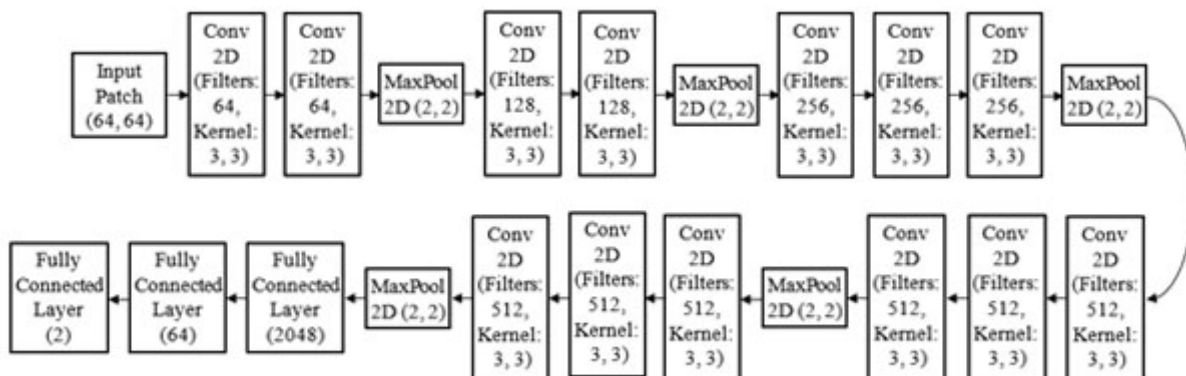 Input
Patch
(64, 64)
Conv
2D
(Filters:
64,
Kernel:
3, 3)
Conv
2D
(Filters:
64,
Kernel:
3, 3)
MaxPool
2D (2, 2)
Conv
2D
(Filters:
128,
Kernel:
3, 3)
Conv
2D
(Filters:
128,
Kernel:
3, 3)
MaxPool
2D (2, 2)
Conv
2D
(Filters:
256,
Kernel:
3, 3)
Conv
2D
(Filters:
256,
Kernel:
3, 3)
Conv
2D
(Filters:
256,
Kernel:
3, 3)
MaxPool
2D (2, 2)
Conv
2D
(Filters:
512,
Kernel:
3, 3)
Conv
2D
(Filters:
512,
Kernel:
3, 3)
Conv
2D
(Filters:
512,
Kernel:
3, 3)
MaxPool
2D (2, 2)
Conv
2D
(Filters:
512,
Kernel:
3, 3)
Conv
2D
(Filters:
512,
Kernel:
3, 3)
Conv
2D
(Filters:
512,
Kernel:
3, 3)
MaxPool
2D (2, 2)
Fully
Connected
Layer
(2048)
Fully
Connected
Layer
(64)
Fully
Connected
Layer
(2)